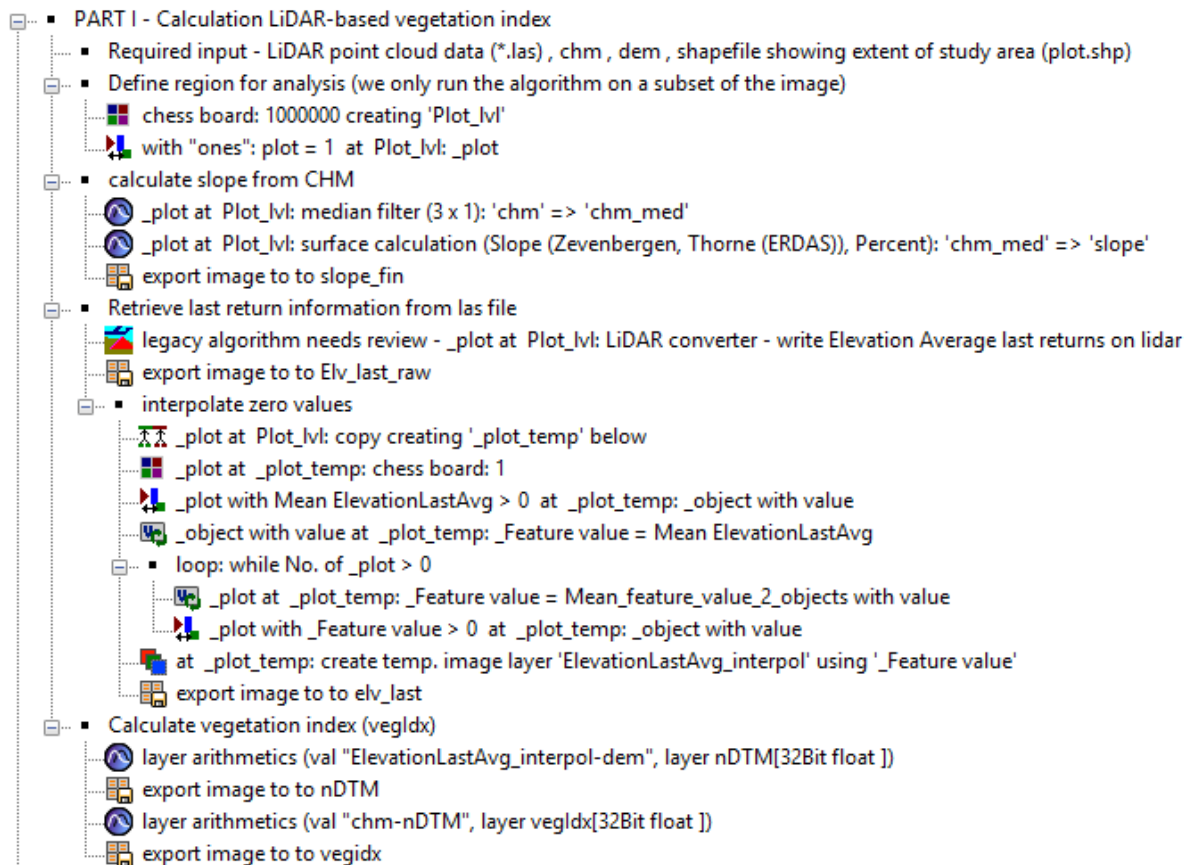 PART I - Calculation LiDAR-based vegetation index
Required input - LiDAR point cloud data (*.las) , chm , dem , shapefile showing extent of study area (plot.shp)
Define region for analysis (we only run the algorithm on a subset of the image)
chess board: 1000000 creating 'Plot_lvl'
with "ones": plot = 1 at Plot_lvl: _plot
calculate slope from CHM
_plot at Plot_lvl: median filter (3 x 1): 'chm' => 'chm_med'
_plot at Plot_lvl: surface calculation (Slope (Zevenbergen, Thorne (ERDAS)), Percent): 'chm_med' => 'slope'
export image to to slope_fin
Retrieve last return information from las file
legacy algorithm needs review - _plot at Plot_lvl: LiDAR converter - write Elevation Average last returns on lidar
export image to to Elv_last_raw
interpolate zero values
_plot at Plot_lvl: copy creating '_plot_temp' below
_plot at _plot_temp: chess board: 1
_plot with Mean ElevationLastAvg > 0 at _plot_temp: _object with value
_object with value at _plot_temp: _Feature value = Mean ElevationLastAvg
loop: while No. of _plot > 0
_plot at _plot_temp: _Feature value = Mean_feature_value_2_objects with value
_plot with _Feature value > 0 at _plot_temp: _object with value
at _plot_temp: create temp. image layer 'ElevationLastAvg_interpol' using '_Feature value'
export image to to elv_last
Calculate vegetation index (vegIdx)
layer arithmetics (val "ElevationLastAvg_interpol-dem", layer nDTM[32Bit float ])
export image to to nDTM
layer arithmetics (val "chm-nDTM", layer vegIdx[32Bit float ])
export image to to vegidx